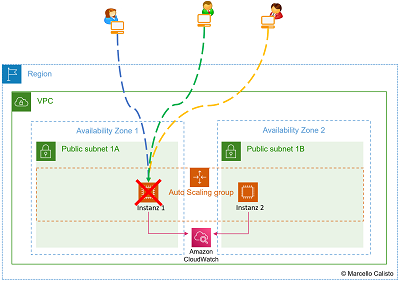 Region
VPC
Availability Zone 1
Availability Zone 2
Public subnet 1A
Public subnet 1B
Auto Scaling group
Instanz 1
Instanz 2
Amazon
CloudWatch
© Marcello Calisto